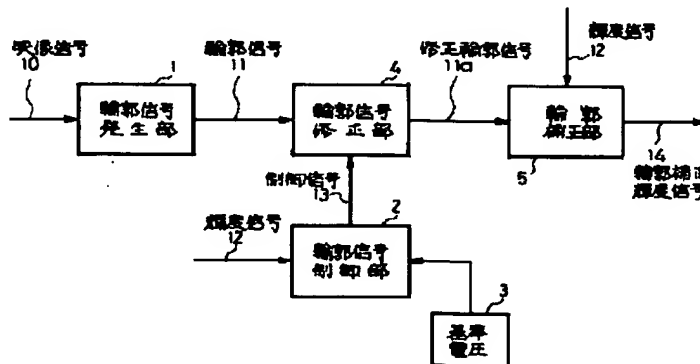 映像信号
10
輪郭信号
11
修正輪郭信号
11a
輝度信号
12
1
輪郭信号
発生部
4
輪郭信号
修正部
輪郭
補正部
5
14
輪郭補正
輝度信号
制御信号
13
輝度信号
12
2
輪郭信号
制御部
3
基準
電圧